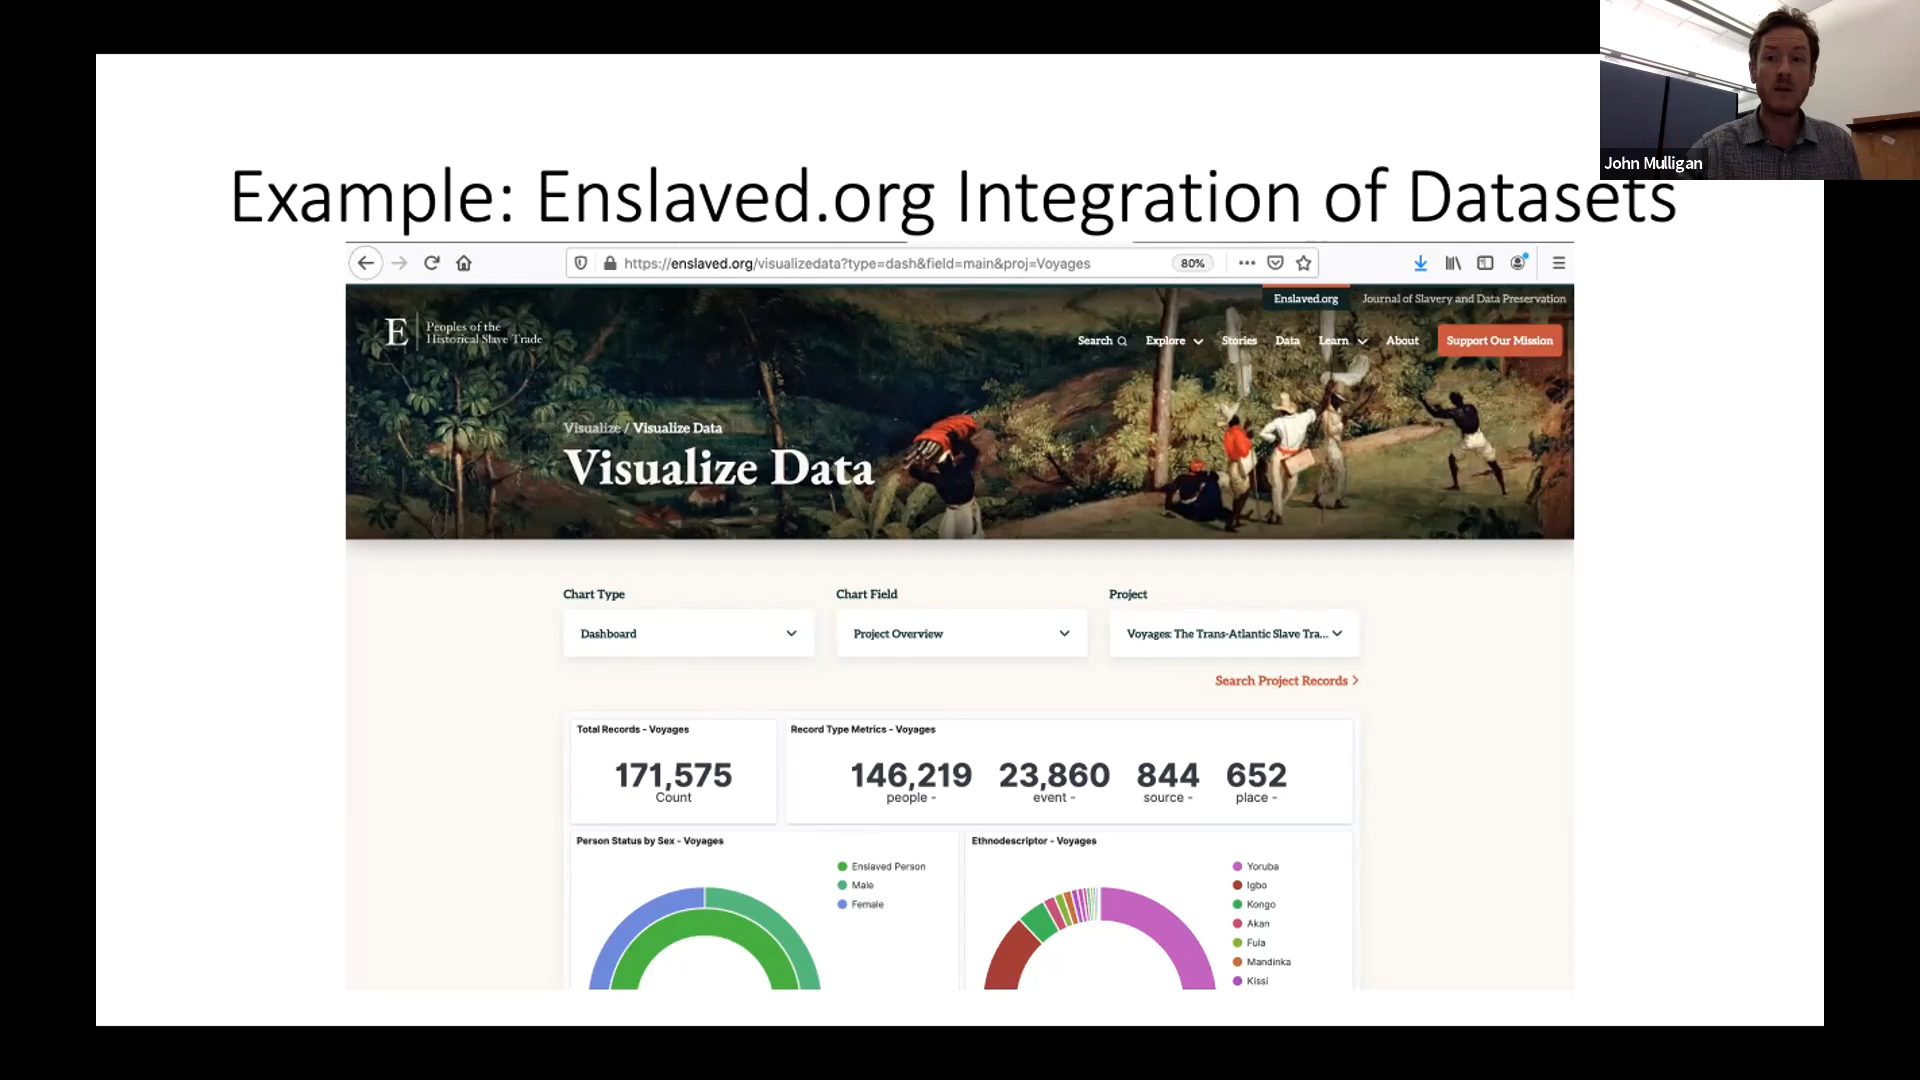 John Mulligan
Example: Enslaved.org Integration of Datasets
https://enslaved.org/visualizedata?type=dash&field=main&proj=Voyages
80%
Enslaved.org
Journal of Slavery and Data Preservation
E
Peoples of the
Historical Slave Trade
Search
Explore
Stories
Data
Learn
About
Support Our Mission
Visualize / Visualize Data
Visualize Data
Chart Type
Chart Field
Project
Dashboard
Project Overview
Voyages: The Trans-Atlantic Slave Tra...
Search Project Records
Total Records - Voyages
171,575
Count
Record Type Metrics - Voyages
146,219
people -
23,860
event -
844
source -
652
place -
Person Status by Sex - Voyages
Enslaved Person
Male
Female
Ethnodescriptor - Voyages
Yoruba
Igbo
Kongo
Akan
Fula
Mandinka
Kissi